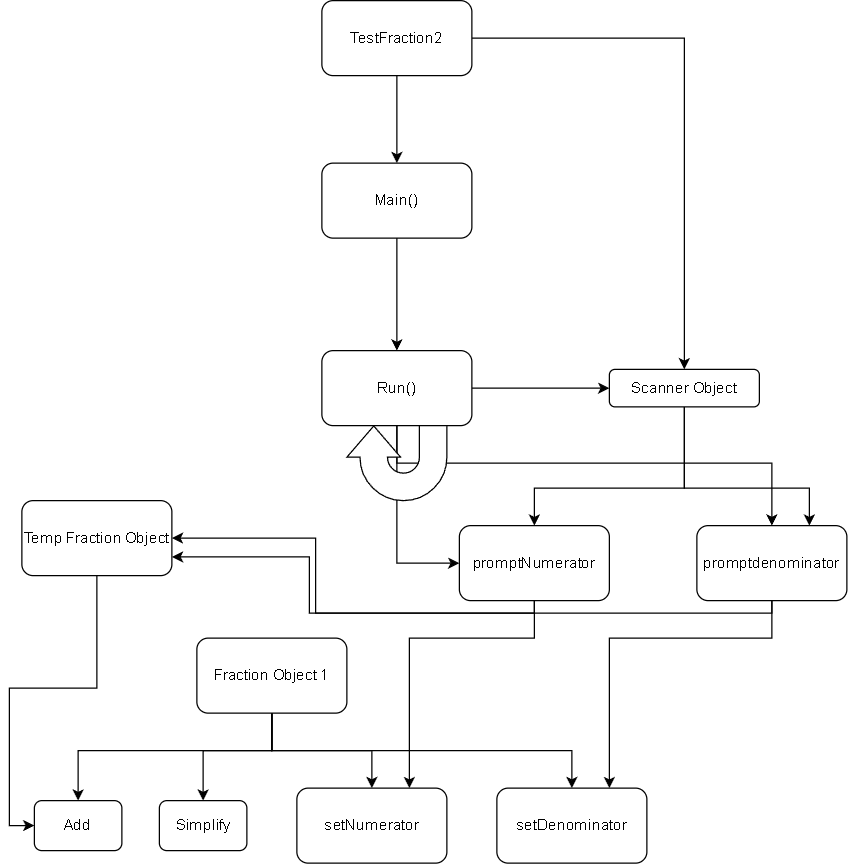 TestFraction2
Main()
Run()
Scanner Object
Temp Fraction Object
promptNumerator
promptdenominator
Fraction Object 1
Add
Simplify
setNumerator
setDenominator